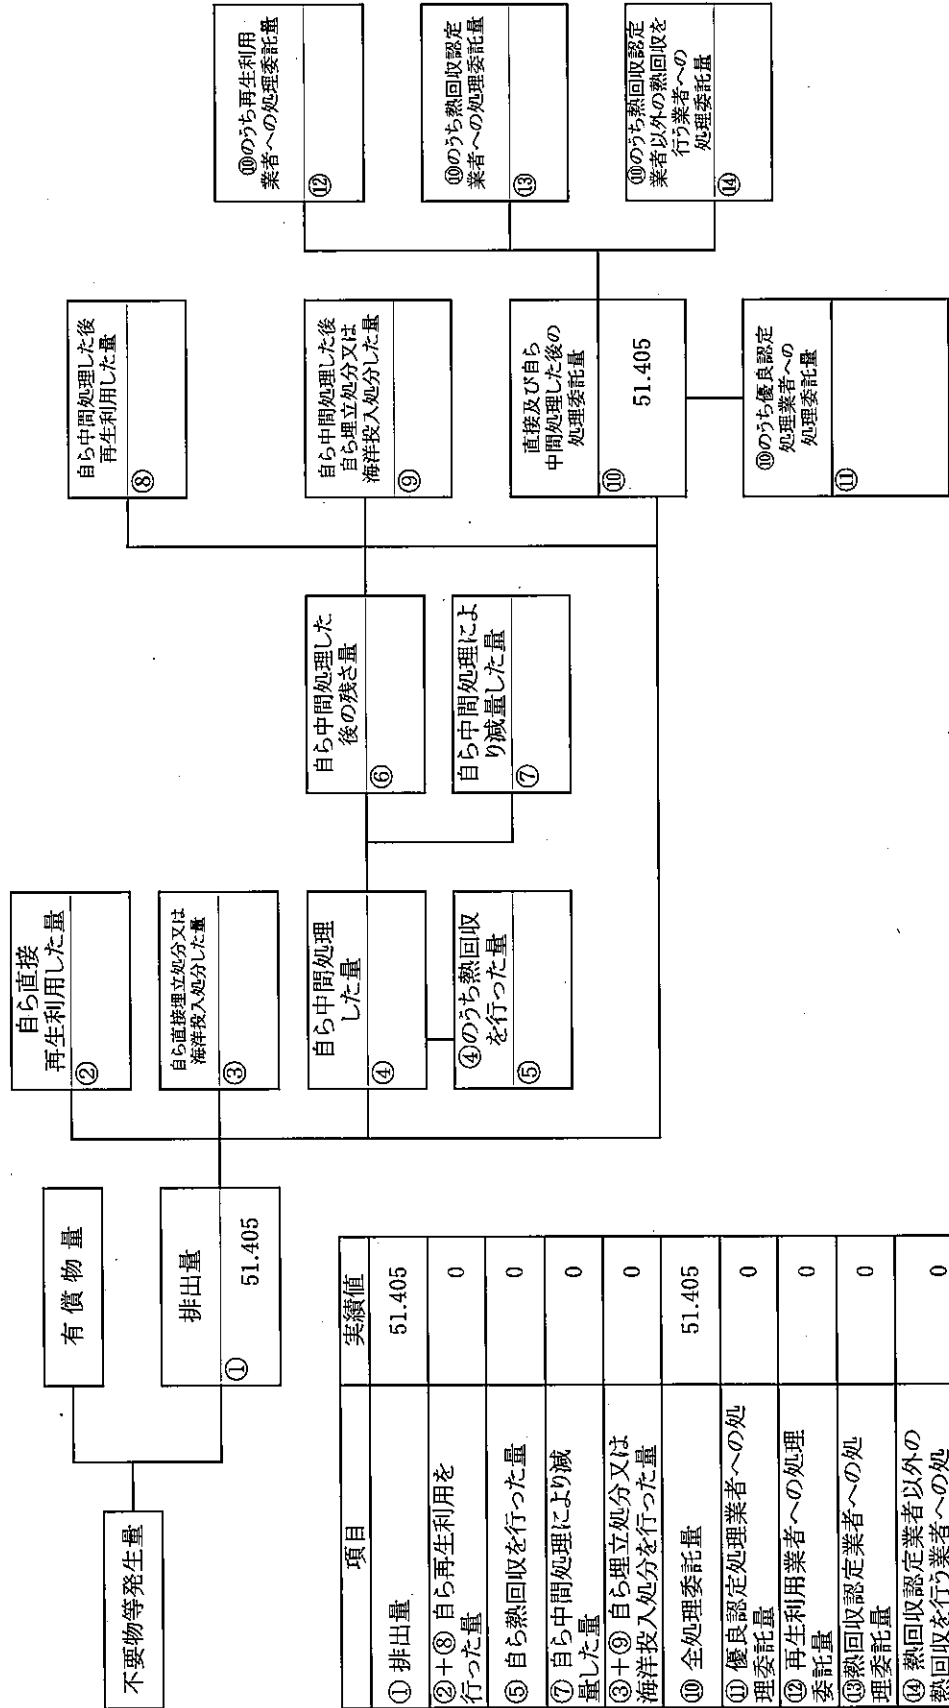 不要物等発生量
有償物量
排出量
①
51.405
自ら直接
再生利用した量
②
自ら直接埋立処分又は
海洋投入処分した量
③
自ら中間処理
した量
④
④のうち熱回収
を行った量
⑤
自ら中間処理した
後の残さ量
⑥
自ら中間処理によ
り減量した量
⑦
自ら中間処理した後
再生利用した量
⑧
自ら中間処理した後
自ら埋立処分又は
海洋投入処分した量
⑨
直接及び自ら
中間処理した後の
処理委託量
⑩
51.405
⑩のうち優良認定
処理業者への
処理委託量
⑪
⑩のうち再生利用
業者への処理委託量
⑫
⑩のうち熱回収認定
業者への処理委託量
⑬
⑩のうち熱回収認定
業者以外の熱回収を
行う業者への
処理委託量
⑭
項目 実績値
① 排出量 51.405
②+⑧ 自ら再生利用を
行った量 0
⑤ 自ら熱回収を行った量 0
⑦ 自ら中間処理により減
量した量 0
③+⑨ 自ら埋立処分又は
海洋投入処分を行った量 0
⑩ 全処理委託量 51.405
⑪ 優良認定処理業者への処
理委託量 0
⑫ 再生利用業者への処理
委託量 0
⑬熱回収認定業者への処
理委託量 0
⑭ 熱回収認定業者以外の
熱回収を行う業者への処 0